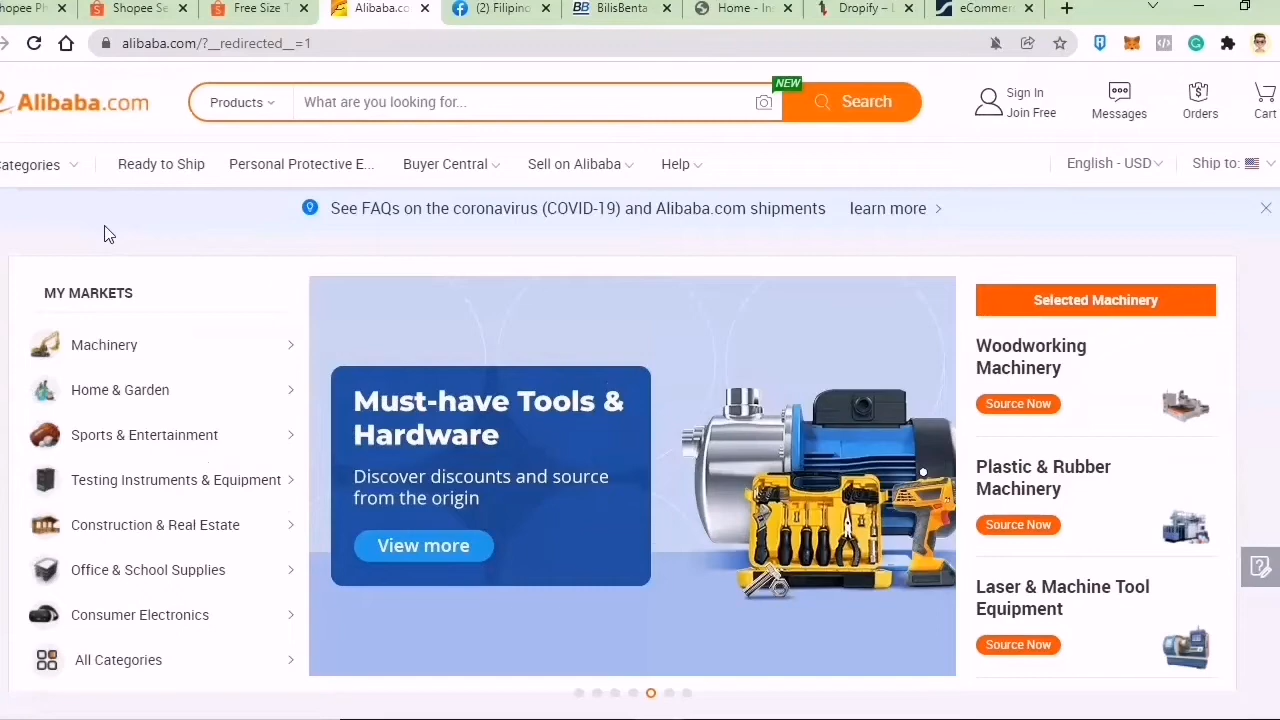 hopee Ph
Shopee Se
Free Size T
Alibaba.co
(2) Filipino
BilisBenta
Home - In
Dropify – L
eCommer
alibaba.com/?__redirected__=1
Alibaba.com
Products
What are you looking for...
NEW
Search
Sign In
Join Free
Messages
Orders
Cart
ategories
Ready to Ship
Personal Protective E...
Buyer Central
Sell on Alibaba
Help
English - USD
Ship to:
See FAQs on the coronavirus (COVID-19) and Alibaba.com shipments
learn more
MY MARKETS
Machinery
Home & Garden
Sports & Entertainment
Testing Instruments & Equipment
Construction & Real Estate
Office & School Supplies
Consumer Electronics
All Categories
Must-have Tools &
Hardware
Discover discounts and source
from the origin
View more
Selected Machinery
Woodworking
Machinery
Source Now
Plastic & Rubber
Machinery
Source Now
Laser & Machine Tool
Equipment
Source Now